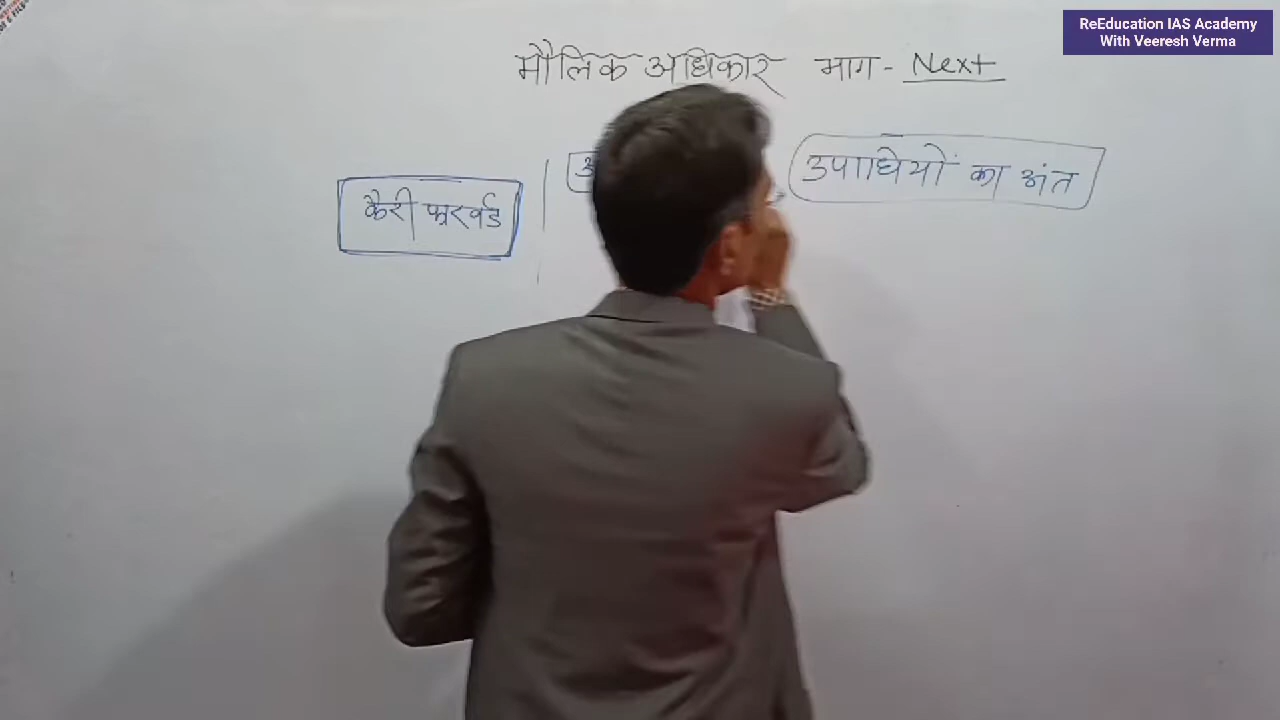 ReEducation IAS Academy
With Veeresh Verma
मौलिक अधिकार भाग - Next
कैरी फारवर्ड
उपाधियों का अंत